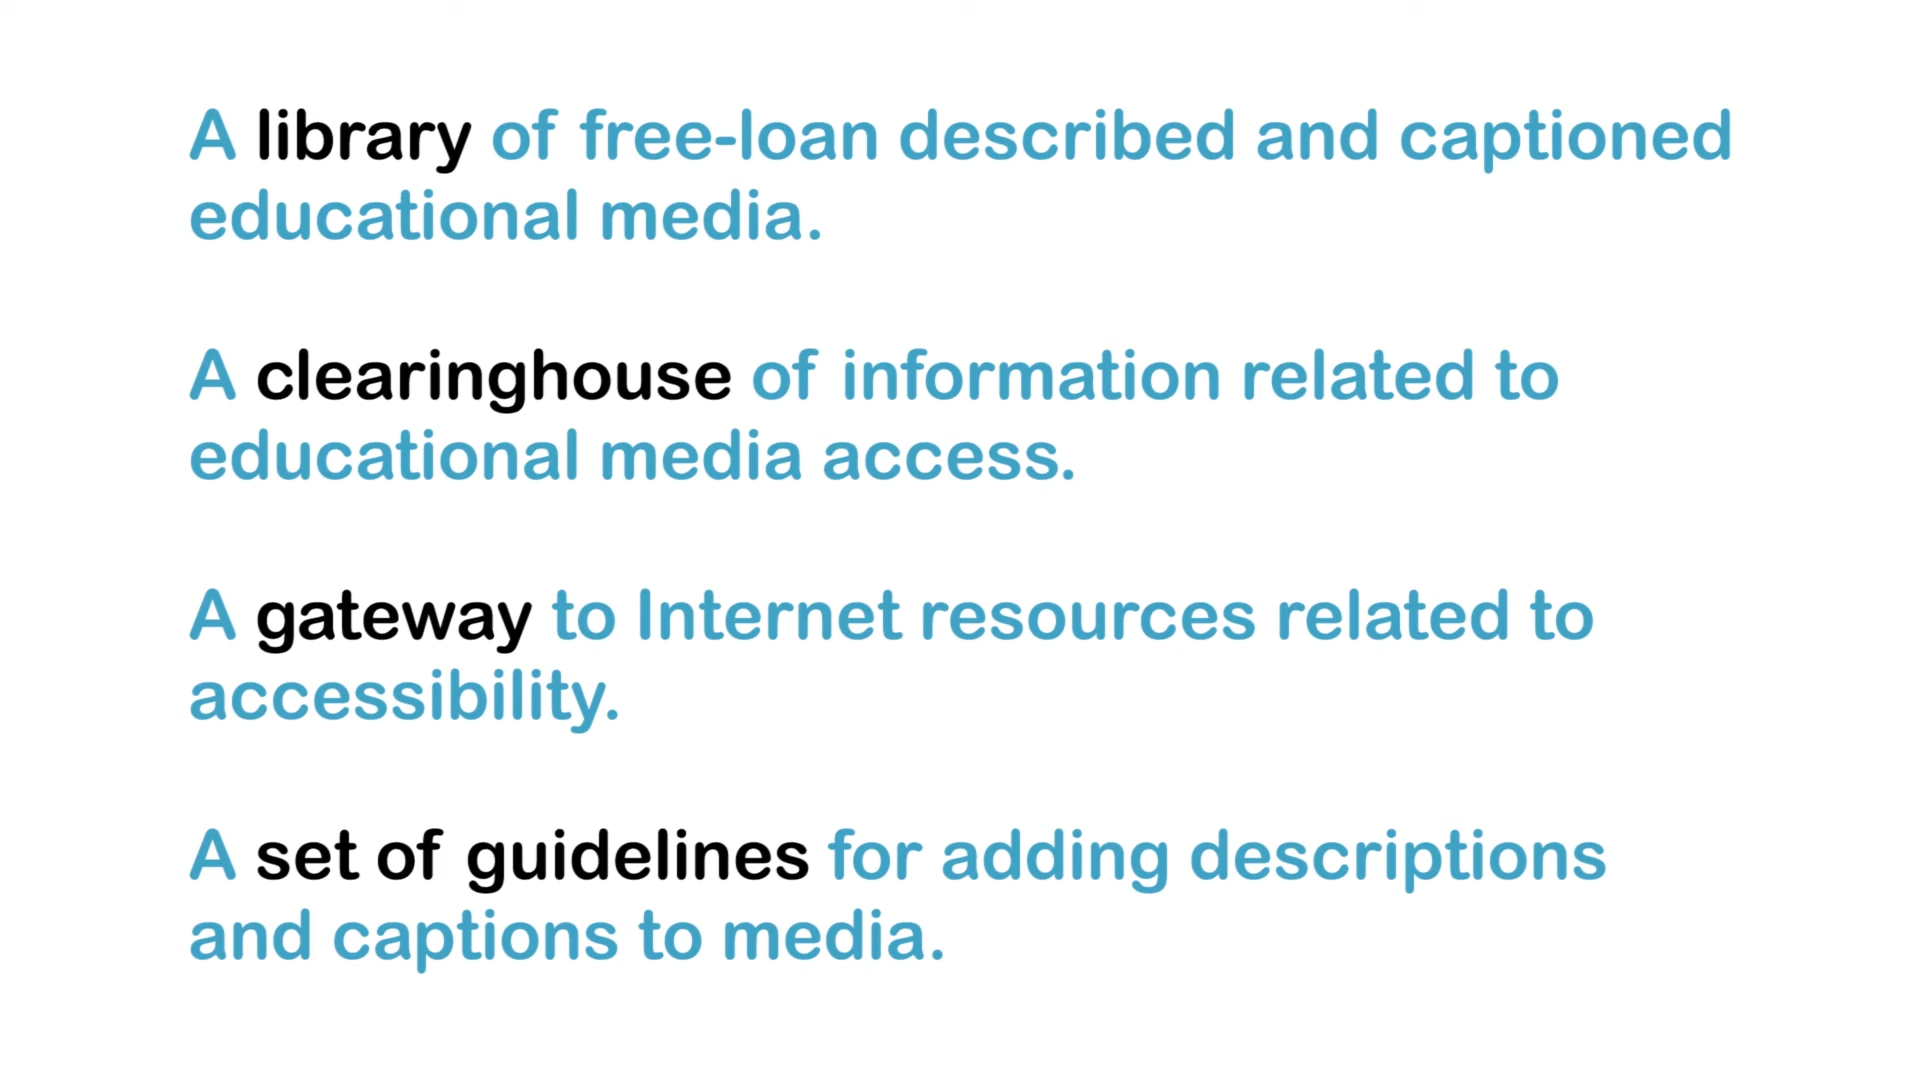 A library of free-loan described and captioned
educational media.
A clearinghouse of information related to
educational media access.
A gateway to Internet resources related to
accessibility.
A set of guidelines for adding descriptions
and captions to media.